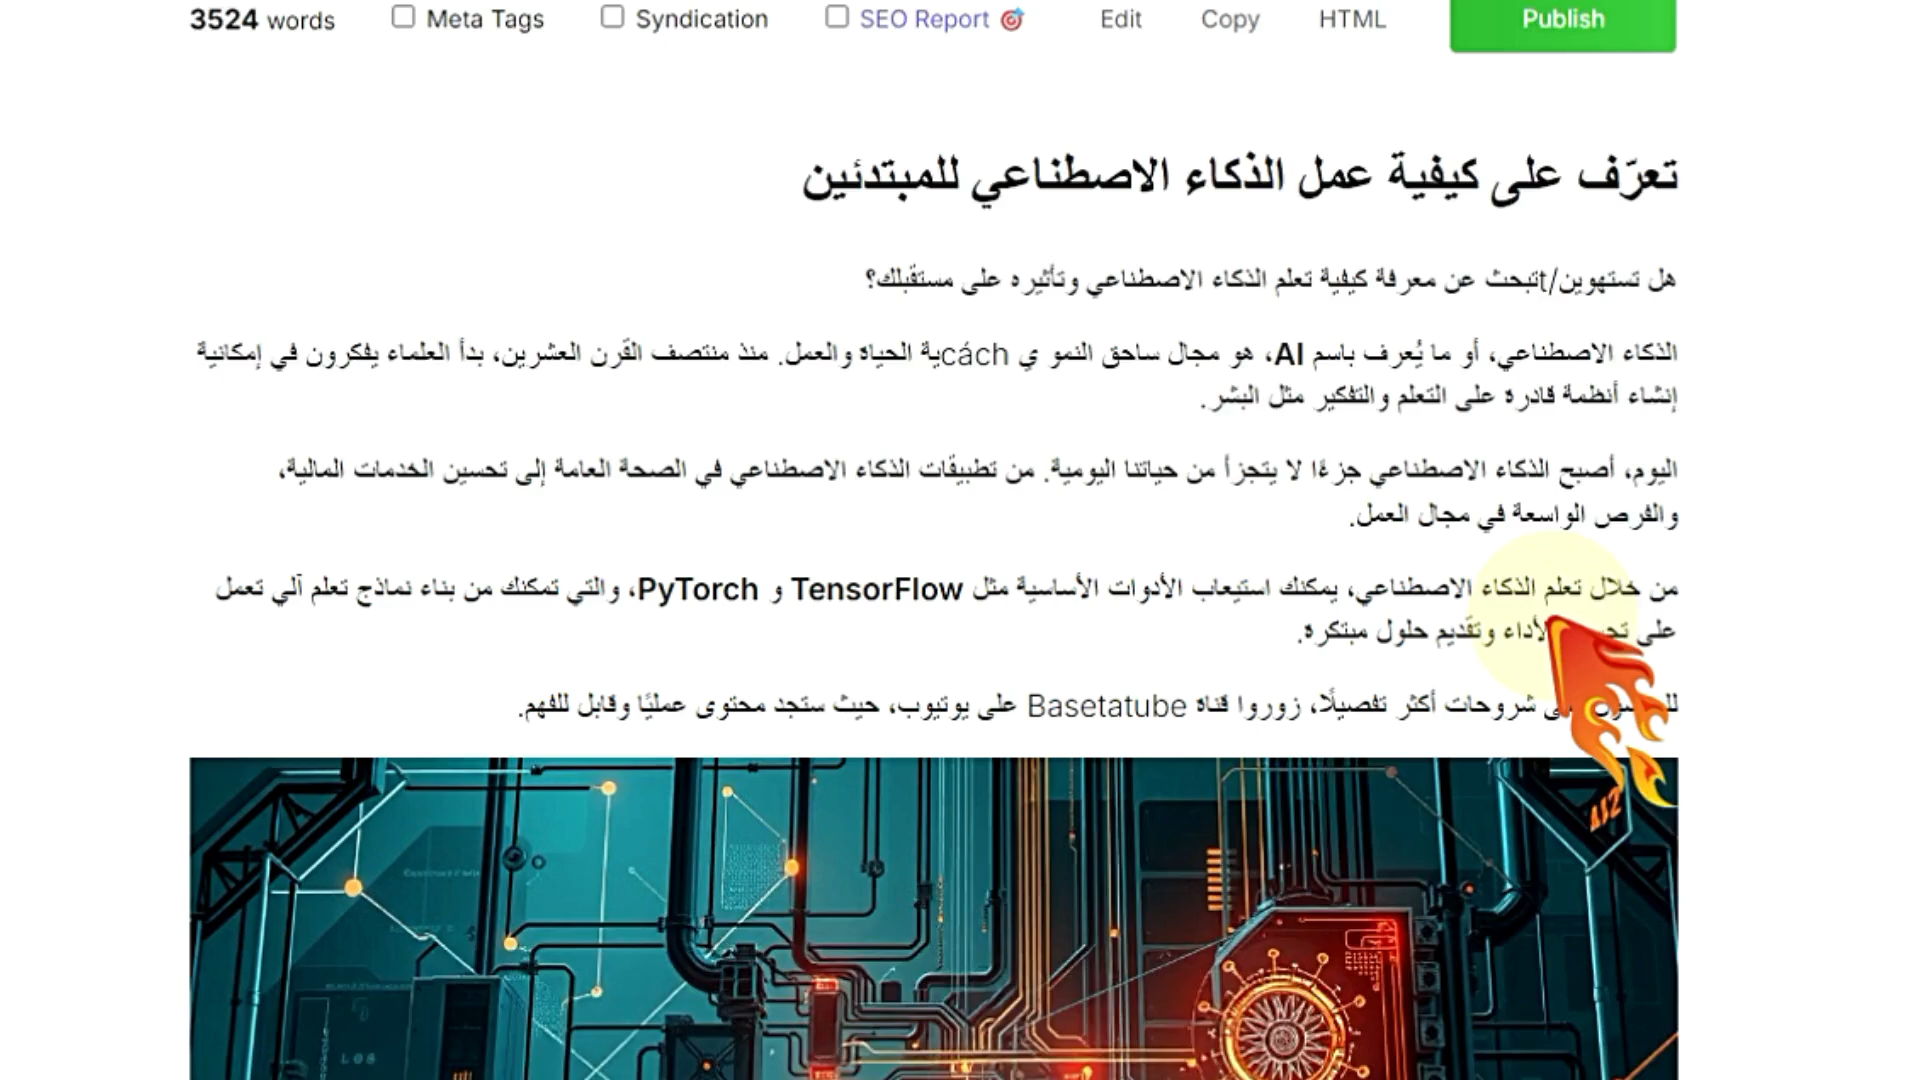 3524 words Meta Tags Syndication SEO Report Edit Copy HTML Publish
تعرّف على كيفية عمل الذكاء الاصطناعي للمبتدئين
هل تستهوين/tتبحث عن معرفة كيفية تعلم الذكاء الاصطناعي وتأثيره على مستقبلك؟
الذكاء الاصطناعي، أو ما يُعرف باسم AI، هو مجال ساحق النمو ي cáchية الحياة والعمل. منذ منتصف القرن العشرين، بدأ العلماء يفكرون في إمكانية
إنشاء أنظمة قادرة على التعلم والتفكير مثل البشر.
اليوم، أصبح الذكاء الاصطناعي جزءًا لا يتجزأ من حياتنا اليومية. من تطبيقات الذكاء الاصطناعي في الصحة العامة إلى تحسين الخدمات المالية،
والفرص الواسعة في مجال العمل.
من خلال تعلم الذكاء الاصطناعي، يمكنك استيعاب الأدوات الأساسية مثل TensorFlow و PyTorch، والتي تمكنك من بناء نماذج تعلم آلي تعمل
على الأداء وتقديم حلول مبتكرة.
شروحات أكثر تفصيلًا، زوروا قناة Basetatube على يوتيوب، حيث ستجد محتوى عمليًا وقابل للفهم.